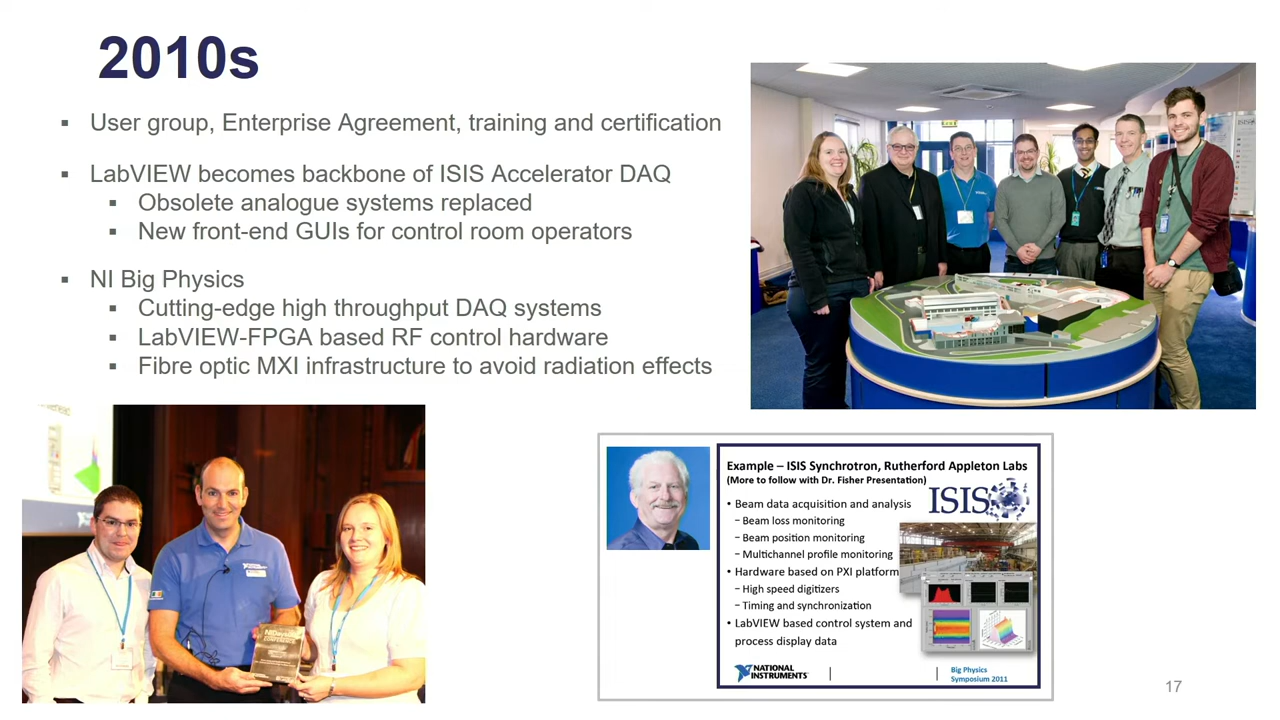 2010s
▪ User group, Enterprise Agreement, training and certification
▪ LabVIEW becomes backbone of ISIS Accelerator DAQ
▪ Obsolete analogue systems replaced
▪ New front-end GUIs for control room operators
▪ NI Big Physics
▪ Cutting-edge high throughput DAQ systems
▪ LabVIEW-FPGA based RF control hardware
▪ Fibre optic MXI infrastructure to avoid radiation effects
Example – ISIS Synchrotron, Rutherford Appleton Labs
(More to follow with Dr. Fisher Presentation)
• Beam data acquisition and analysis
– Beam loss monitoring
– Beam position monitoring
– Multichannel profile monitoring
• Hardware based on PXI platform
– High speed digitizers
– Timing and synchronization
• LabVIEW based control system and
process display data
ISIS
NATIONAL
INSTRUMENTS
Big Physics
Symposium 2011
17